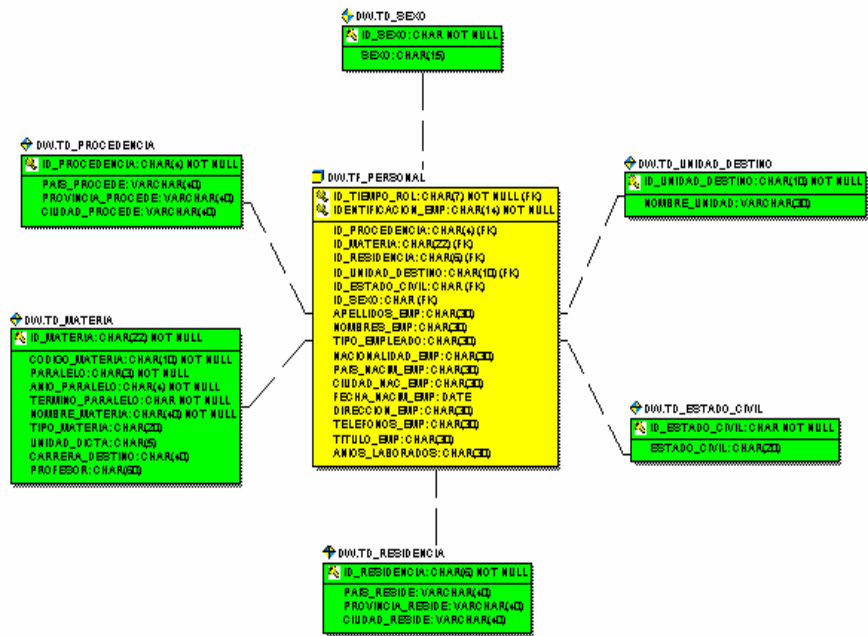 DW.TD_SEXO
ID_SEXO: CHAR NOT NULL
SEXO: CHAR(15)
DW.TD_PROCEDENCIA
ID_PROCEDENCIA: CHAR(4) NOT NULL
PAIS_PROCEDE: VARCHAR(40)
PROVINCIA_PROCEDE: VARCHAR(40)
CIUDAD_PROCEDE: VARCHAR(40)
DW.TF_PERSONAL
ID_TIEMPO_ROL: CHAR(7) NOT NULL (FK)
IDENTIFICACION_EMP: CHAR(14) NOT NULL
ID_PROCEDENCIA: CHAR(4) (FK)
ID_MATERIA: CHAR(22) (FK)
ID_RESIDENCIA: CHAR(6) (FK)
ID_UNIDAD_DESTINO: CHAR(10) (FK)
ID_ESTADO_CIVIL: CHAR (FK)
ID_SEXO: CHAR (FK)
APELLIDOS_EMP: CHAR(30)
NOMBRES_EMP: CHAR(30)
TIPO_EMPLEADO: CHAR(30)
NACIONALIDAD_EMP: CHAR(30)
PAIS_NACIM_EMP: CHAR(30)
CIUDAD_NAC_EMP: CHAR(30)
FECHA_NACIM_EMP: DATE
DIRECCION_EMP: CHAR(30)
TELEFONOS_EMP: CHAR(30)
TITULO_EMP: CHAR(30)
ANIOS_LABORADOS: CHAR(30)
DW.TD_UNIDAD_DESTINO
ID_UNIDAD_DESTINO: CHAR(10) NOT NULL
NOMBRE_UNIDAD: VARCHAR(30)
DW.TD_MATERIA
ID_MATERIA: CHAR(22) NOT NULL
CODIGO_MATERIA: CHAR(10) NOT NULL
PARALELO: CHAR(3) NOT NULL
ANIO_PARALELO: CHAR(4) NOT NULL
TERMINO_PARALELO: CHAR NOT NULL
NOMBRE_MATERIA: CHAR(40) NOT NULL
TIPO_MATERIA: CHAR(20)
UNIDAD_DICTA: CHAR(5)
CARRERA_DESTINO: CHAR(40)
PROFESOR: CHAR(60)
DW.TD_ESTADO_CIVIL
ID_ESTADO_CIVIL: CHAR NOT NULL
ESTADO_CIVIL: CHAR(20)
DW.TD_RESIDENCIA
ID_RESIDENCIA: CHAR(6) NOT NULL
PAIS_RESIDE: VARCHAR(40)
PROVINCIA_RESIDE: VARCHAR(40)
CIUDAD_RESIDE: VARCHAR(40)